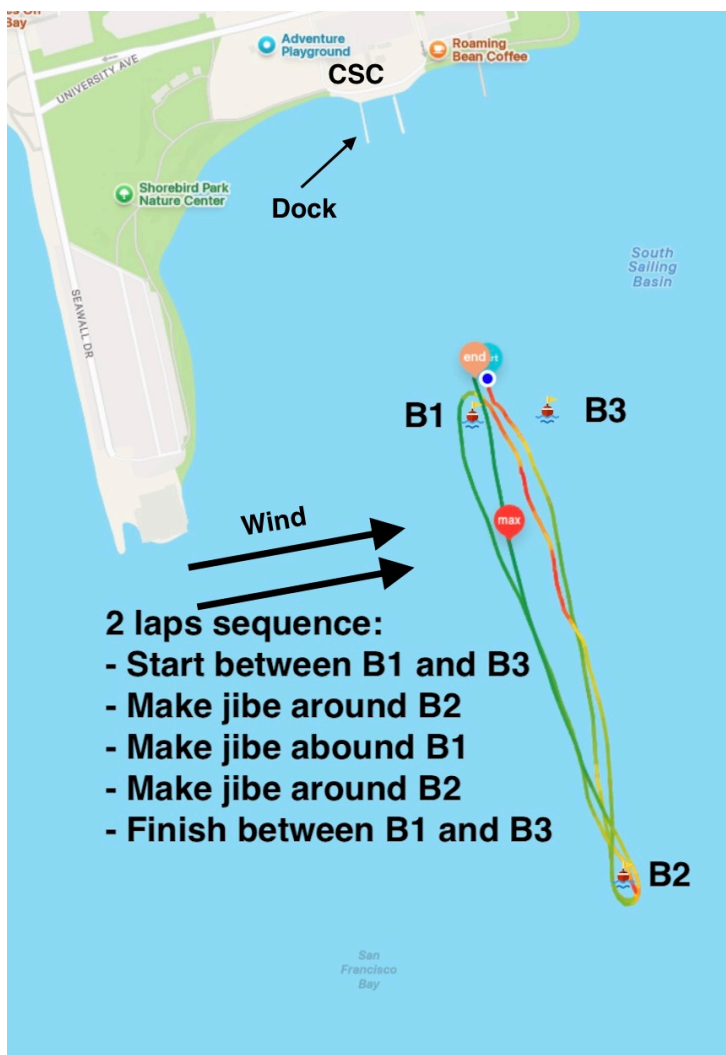 Bay
Adventure
Playground
Roaming
Bean Coffee
CSC
UNIVERSITY AVE
Shorebird Park
Nature Center
Dock
South
Sailing
Basin
SEAWALL DR
end
B1
B3
max
Wind
2 laps sequence:
- Start between B1 and B3
- Make jibe around B2
- Make jibe abound B1
- Make jibe around B2
- Finish between B1 and B3
B2
San
Francisco
Bay